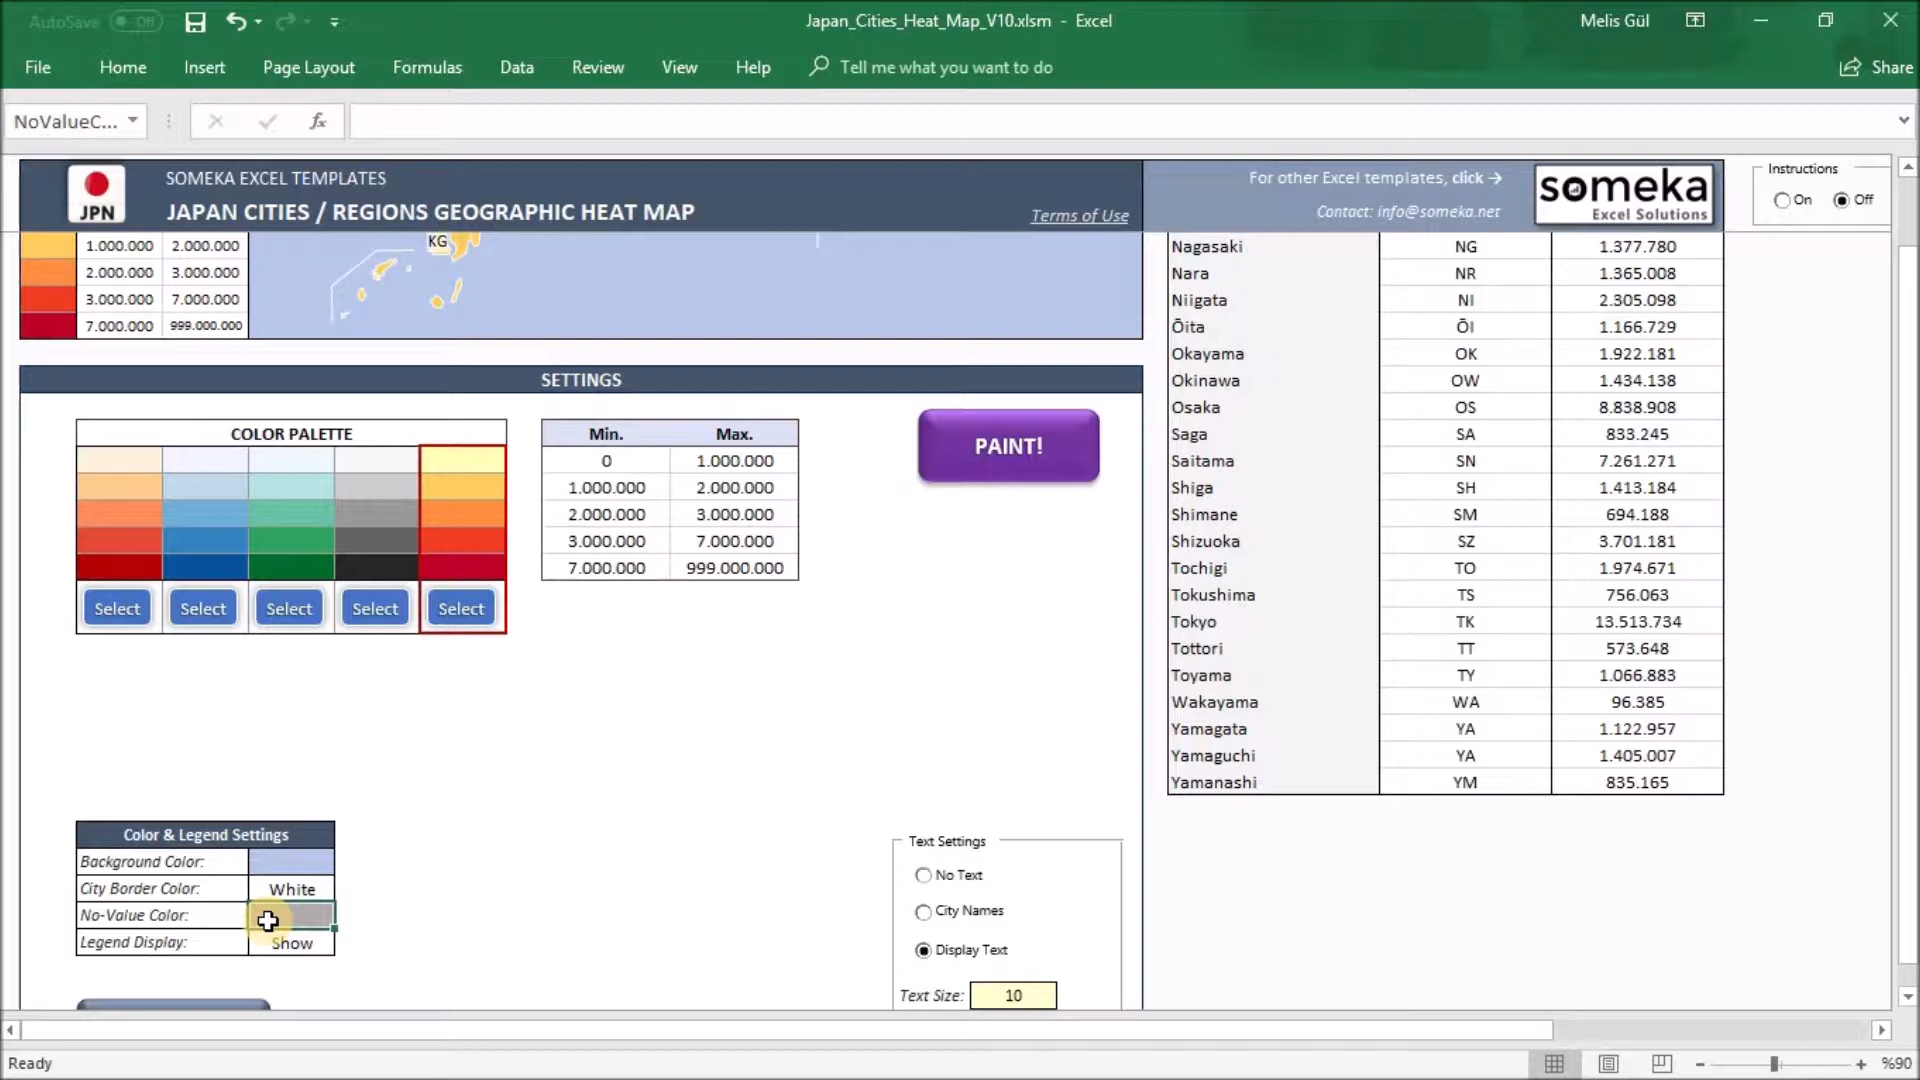 AutoSave Off
Japan_Cities_Heat_Map_V10.xlsm - Excel
Melis Gül
File Home Insert Page Layout Formulas Data Review View Help Tell me what you want to do Share
NoValueC... fx
JPN
SOMEKA EXCEL TEMPLATES
JAPAN CITIES / REGIONS GEOGRAPHIC HEAT MAP
Terms of Use
For other Excel templates, click →
Contact: info@someka.net
someka
Excel Solutions
Instructions
On Off
1.000.000 2.000.000
2.000.000 3.000.000
3.000.000 7.000.000
7.000.000 999.000.000
KG
Nagasaki NG 1.377.780
Nara NR 1.365.008
Niigata NI 2.305.098
Ōita ŌI 1.166.729
Okayama OK 1.922.181
Okinawa OW 1.434.138
Osaka OS 8.838.908
Saga SA 833.245
Saitama SN 7.261.271
Shiga SH 1.413.184
Shimane SM 694.188
Shizuoka SZ 3.701.181
Tochigi TO 1.974.671
Tokushima TS 756.063
Tokyo TK 13.513.734
Tottori TT 573.648
Toyama TY 1.066.883
Wakayama WA 96.385
Yamagata YA 1.122.957
Yamaguchi YA 1.405.007
Yamanashi YM 835.165
SETTINGS
COLOR PALETTE
Select Select Select Select Select
Min. Max.
0 1.000.000
1.000.000 2.000.000
2.000.000 3.000.000
3.000.000 7.000.000
7.000.000 999.000.000
PAINT!
Color & Legend Settings
Background Color:
City Border Color: White
No-Value Color:
Legend Display: Show
Text Settings
No Text
City Names
Display Text
Text Size: 10
Ready
%90